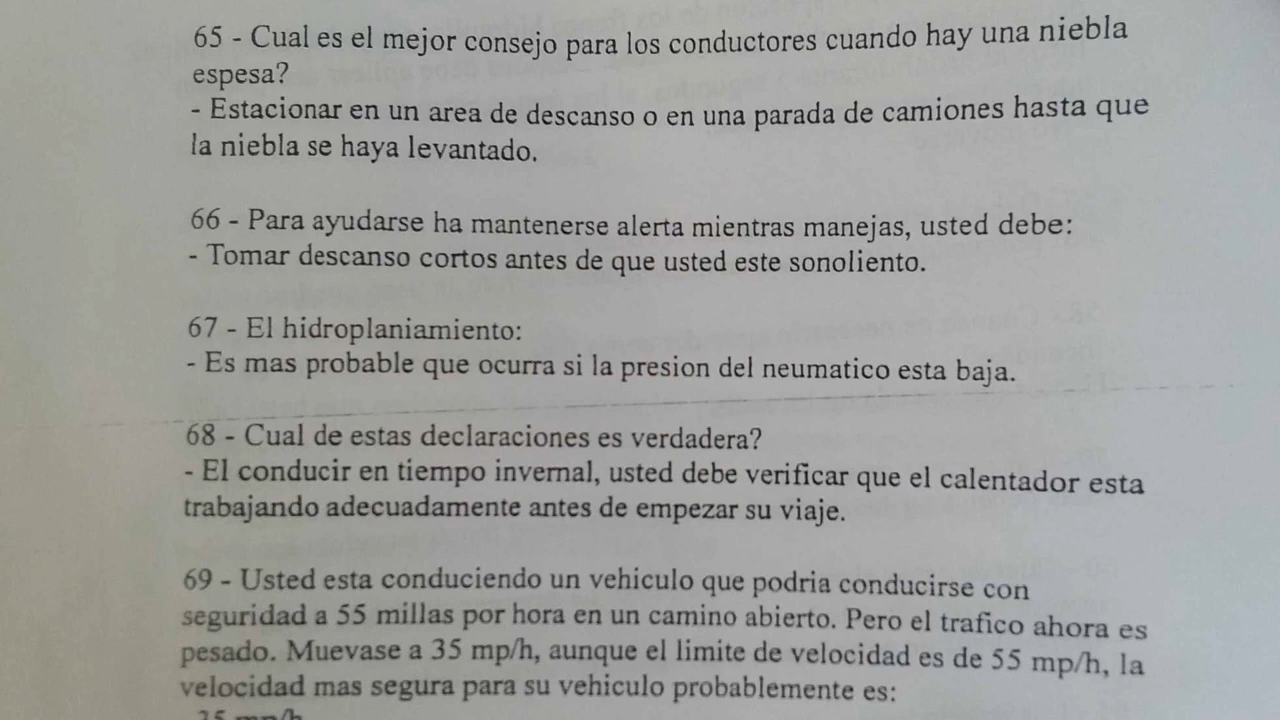 65 - Cual es el mejor consejo para los conductores cuando hay una niebla
espesa?
- Estacionar en un area de descanso o en una parada de camiones hasta que
la niebla se haya levantado.
66 - Para ayudarse ha mantenerse alerta mientras manejas, usted debe:
- Tomar descanso cortos antes de que usted este sonoliento.
67 - El hidroplaniamiento:
- Es mas probable que ocurra si la presion del neumatico esta baja.
68 - Cual de estas declaraciones es verdadera?
- El conducir en tiempo invernal, usted debe verificar que el calentador esta
trabajando adecuadamente antes de empezar su viaje.
69 - Usted esta conduciendo un vehiculo que podria conducirse con
seguridad a 55 millas por hora en un camino abierto. Pero el trafico ahora es
pesado. Muevase a 35 mp/h, aunque el limite de velocidad es de 55 mp/h, la
velocidad mas segura para su vehiculo probablemente es:
35 mp/h